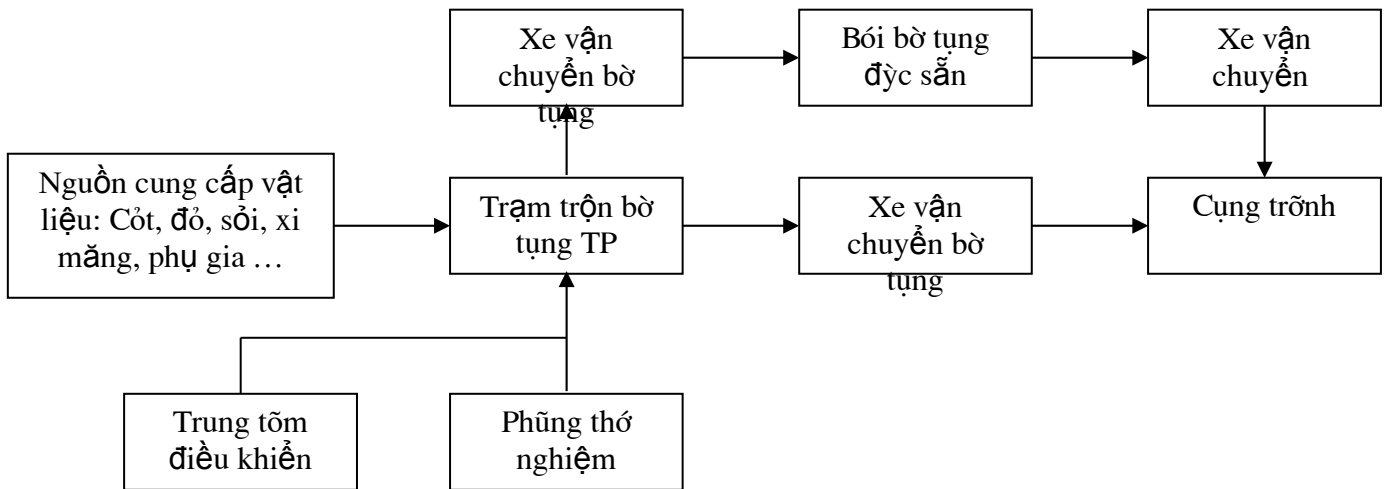 Xe vận
chuyển bờ
tụng
Bói bờ tụng
đỳc sẵn
Xe vận
chuyển
Nguồn cung cấp vật
liệu: Cỏt, đỏ, sỏi, xi
măng, phụ gia …
Trạm trộn bờ
tụng TP
Xe vận
chuyển bờ
tụng
Cụng trỡnh
Trung tõm
điều khiển
Phũng thớ
nghiệm